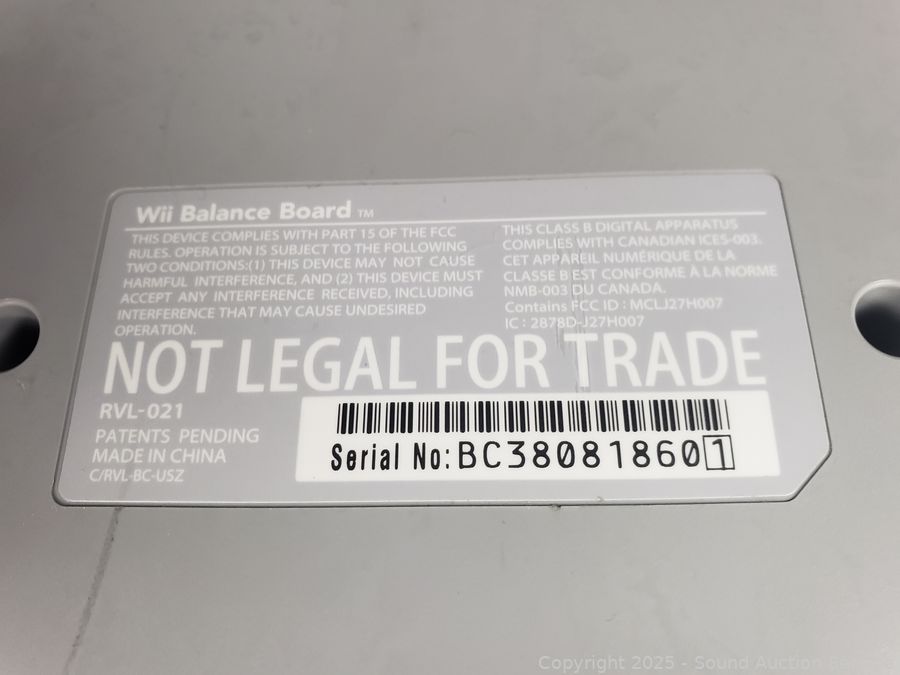 Wii Balance Board TM
THIS DEVICE COMPLIES WITH PART 15 OF THE FCC
RULES. OPERATION IS SUBJECT TO THE FOLLOWING
TWO CONDITIONS:(1) THIS DEVICE MAY NOT CAUSE
HARMFUL INTERFERENCE, AND (2) THIS DEVICE MUST
ACCEPT ANY INTERFERENCE RECEIVED, INCLUDING
INTERFERENCE THAT MAY CAUSE UNDESIRED
OPERATION.
THIS CLASS B DIGITAL APPARATUS
COMPLIES WITH CANADIAN ICES-003.
CET APPAREIL NUMÉRIQUE DE LA
CLASSE B EST CONFORME À LA NORME
NMB-003 DU CANADA.
Contains FCC ID : MCLJ27H007
IC : 2878D-J27H007
NOT LEGAL FOR TRADE
RVL-021
PATENTS PENDING
MADE IN CHINA
C/RVL-BC-USZ
Serial No:BC380818601
Copyright 2025 - Sound Auction